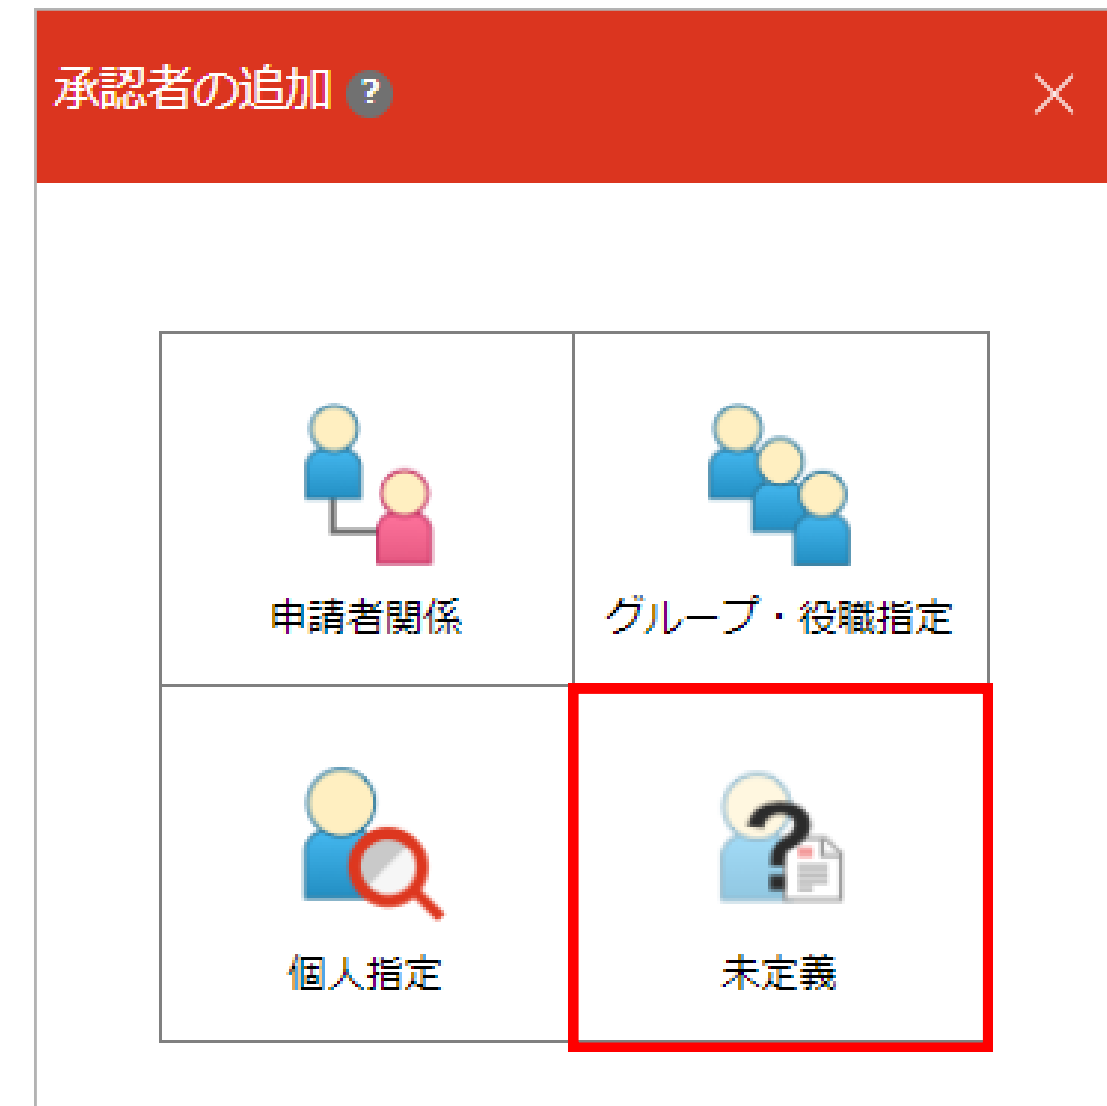 承認者の追加 ?
申請者関係
グループ・役職指定
個人指定
?
未定義